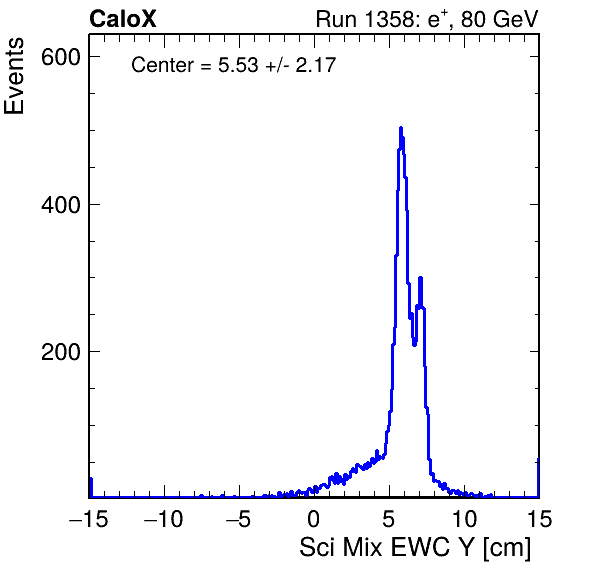 CaloX Run 1358: e⁺, 80 GeV
Center = 5.53 +/- 2.17
Events
600
400
200
−15 −10 −5 0 5 10 15
Sci Mix EWC Y [cm]